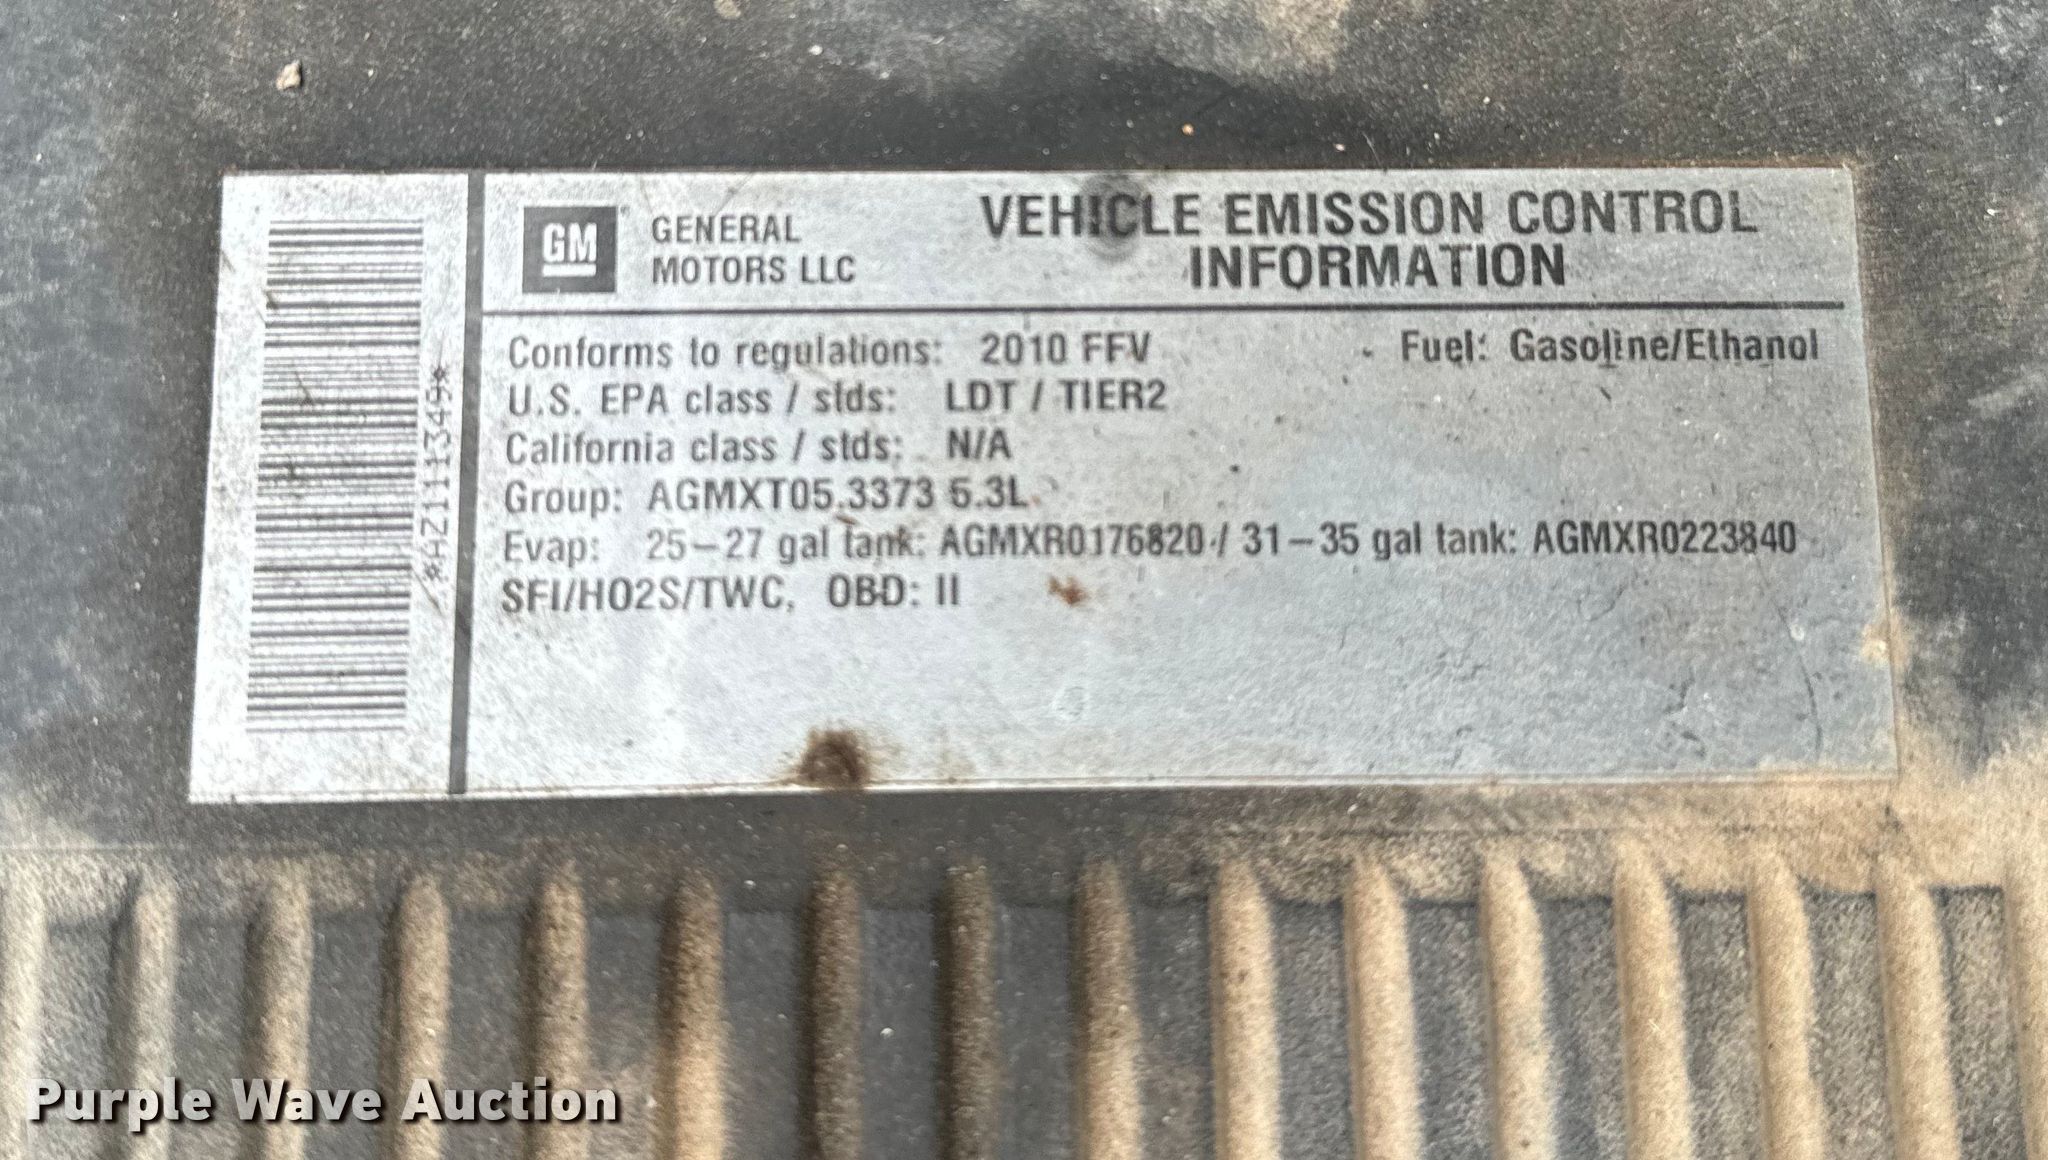 *AZ1113349*
GM
GENERAL
MOTORS LLC
VEHICLE EMISSION CONTROL
INFORMATION
Conforms to regulations: 2010 FFV Fuel: Gasoline/Ethanol
U.S. EPA class / stds: LDT / TIER2
California class / stds: N/A
Group: AGMXT05.3373 5.3L
Evap: 25-27 gal tank: AGMXR0176820 / 31-35 gal tank: AGMXR0223840
SFI/HO2S/TWC, OBD: II
Purple Wave Auction